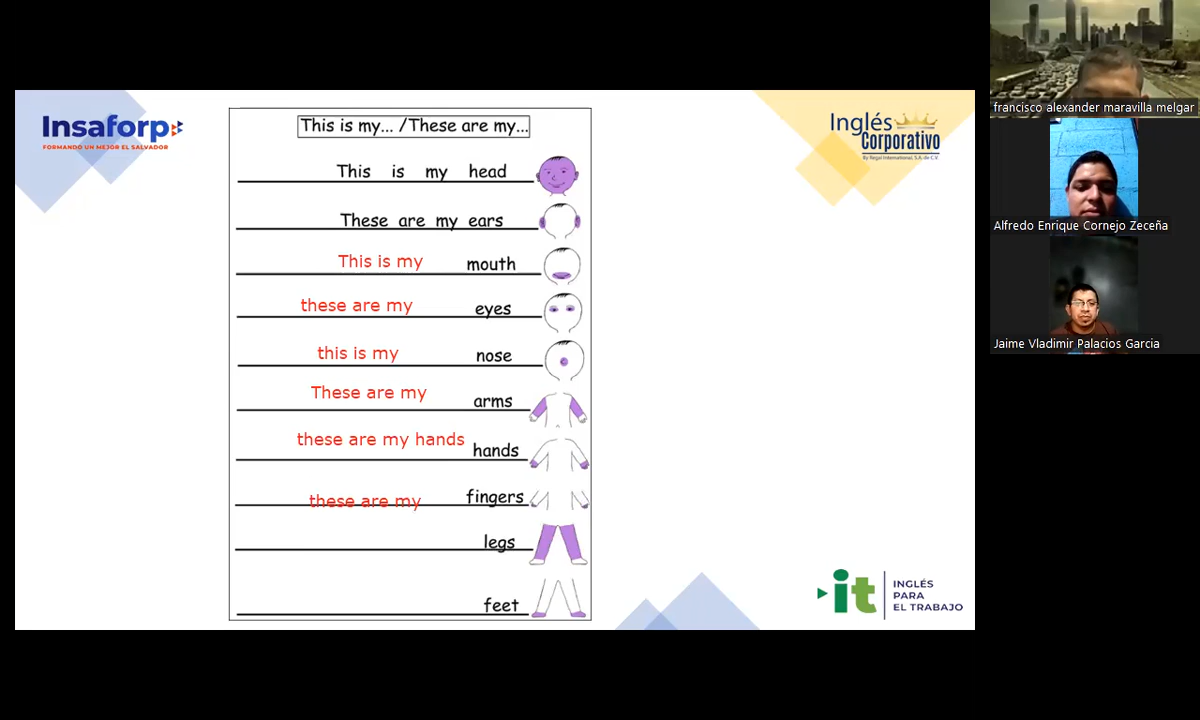 Insaforp
FORMANDO UN MEJOR EL SALVADOR
This is my... /These are my...
This is my head
These are my ears
This is my mouth
these are my eyes
this is my nose
These are my arms
these are my hands hands
these are my fingers
legs
feet
Inglés
Corporativo
By Regal International, S.A. de C.V.
it
INGLÉS
PARA
EL TRABAJO
francisco alexander maravilla melgar
Alfredo Enrique Cornejo Zeceña
Jaime Vladimir Palacios Garcia